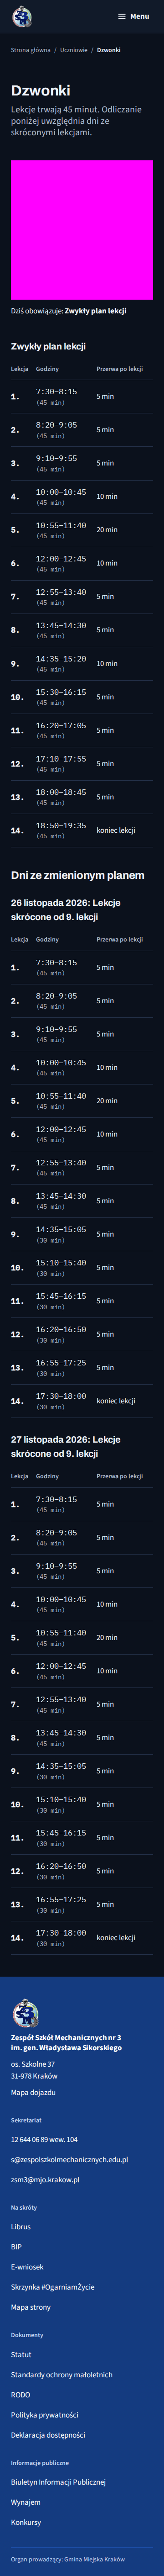 Menu
Strona główna / Uczniowie / Dzwonki
Dzwonki
Lekcje trwają 45 minut. Odliczanie
poniżej uwzględnia dni ze
skróconymi lekcjami.
Dziś obowiązuje: Zwykły plan lekcji
Zwykły plan lekcji
Lekcja Godziny Przerwa po lekcji
1. 7:30–8:15 5 min
(45 min)
2. 8:20–9:05 5 min
(45 min)
3. 9:10–9:55 5 min
(45 min)
4. 10:00–10:45 10 min
(45 min)
5. 10:55–11:40 20 min
(45 min)
6. 12:00–12:45 10 min
(45 min)
7. 12:55–13:40 5 min
(45 min)
8. 13:45–14:30 5 min
(45 min)
9. 14:35–15:20 10 min
(45 min)
10. 15:30–16:15 5 min
(45 min)
11. 16:20–17:05 5 min
(45 min)
12. 17:10–17:55 5 min
(45 min)
13. 18:00–18:45 5 min
(45 min)
14. 18:50–19:35 koniec lekcji
(45 min)
Dni ze zmienionym planem
26 listopada 2026: Lekcje
skrócone od 9. lekcji
Lekcja Godziny Przerwa po lekcji
1. 7:30–8:15 5 min
(45 min)
2. 8:20–9:05 5 min
(45 min)
3. 9:10–9:55 5 min
(45 min)
4. 10:00–10:45 10 min
(45 min)
5. 10:55–11:40 20 min
(45 min)
6. 12:00–12:45 10 min
(45 min)
7. 12:55–13:40 5 min
(45 min)
8. 13:45–14:30 5 min
(45 min)
9. 14:35–15:05 5 min
(30 min)
10. 15:10–15:40 5 min
(30 min)
11. 15:45–16:15 5 min
(30 min)
12. 16:20–16:50 5 min
(30 min)
13. 16:55–17:25 5 min
(30 min)
14. 17:30–18:00 koniec lekcji
(30 min)
27 listopada 2026: Lekcje
skrócone od 9. lekcji
Lekcja Godziny Przerwa po lekcji
1. 7:30–8:15 5 min
(45 min)
2. 8:20–9:05 5 min
(45 min)
3. 9:10–9:55 5 min
(45 min)
4. 10:00–10:45 10 min
(45 min)
5. 10:55–11:40 20 min
(45 min)
6. 12:00–12:45 10 min
(45 min)
7. 12:55–13:40 5 min
(45 min)
8. 13:45–14:30 5 min
(45 min)
9. 14:35–15:05 5 min
(30 min)
10. 15:10–15:40 5 min
(30 min)
11. 15:45–16:15 5 min
(30 min)
12. 16:20–16:50 5 min
(30 min)
13. 16:55–17:25 5 min
(30 min)
14. 17:30–18:00 koniec lekcji
(30 min)
Zespół Szkół Mechanicznych nr 3
im. gen. Władysława Sikorskiego
os. Szkolne 37
31-978 Kraków
Mapa dojazdu
Sekretariat
12 644 06 89 wew. 104
s@zespolszkolmechanicznych.edu.pl
zsm3@mjo.krakow.pl
Na skróty
Librus
BIP
E-wniosek
Skrzynka #OgarniamŻycie
Mapa strony
Dokumenty
Statut
Standardy ochrony małoletnich
RODO
Polityka prywatności
Deklaracja dostępności
Informacje publiczne
Biuletyn Informacji Publicznej
Wynajem
Konkursy
Organ prowadzący: Gmina Miejska Kraków